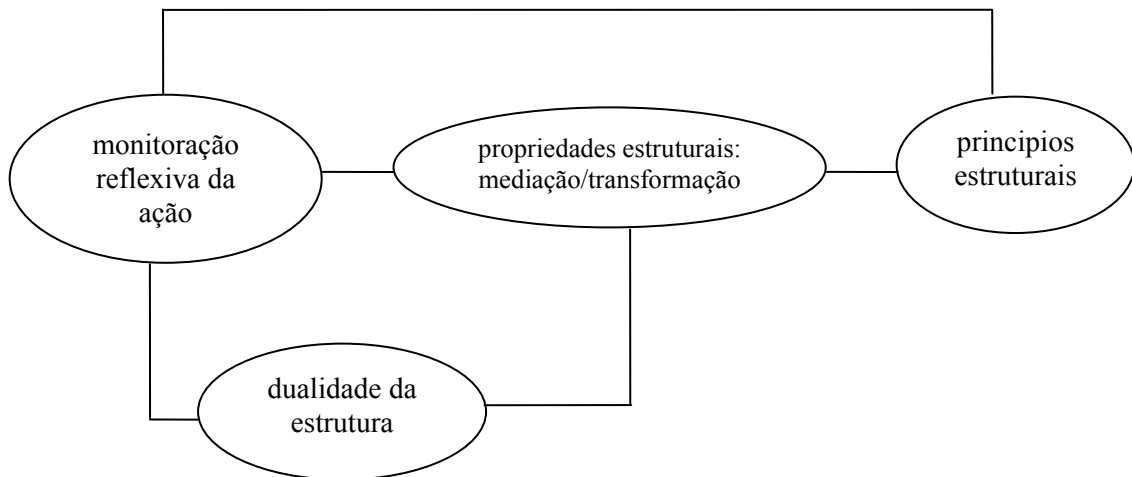 monitoração
reflexiva da
ação
propriedades estruturais:
mediação/transformação
principios
estruturais
dualidade da
estrutura